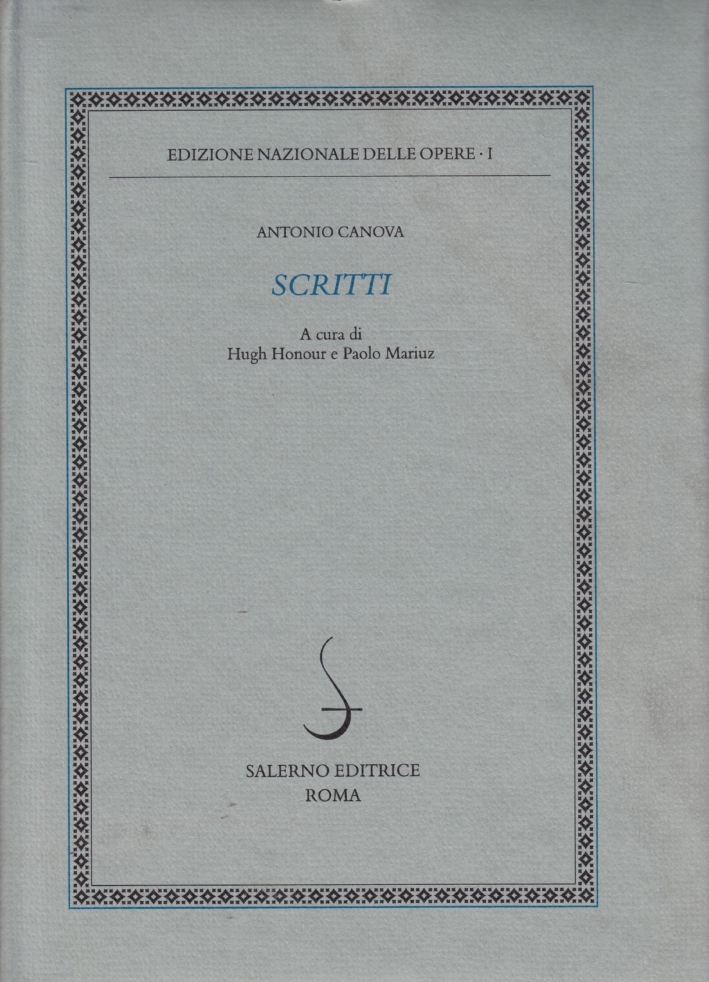 EDIZIONE NAZIONALE DELLE OPERE · I
ANTONIO CANOVA
SCRITTI
A cura di
Hugh Honour e Paolo Mariuz
SALERNO EDITRICE
ROMA